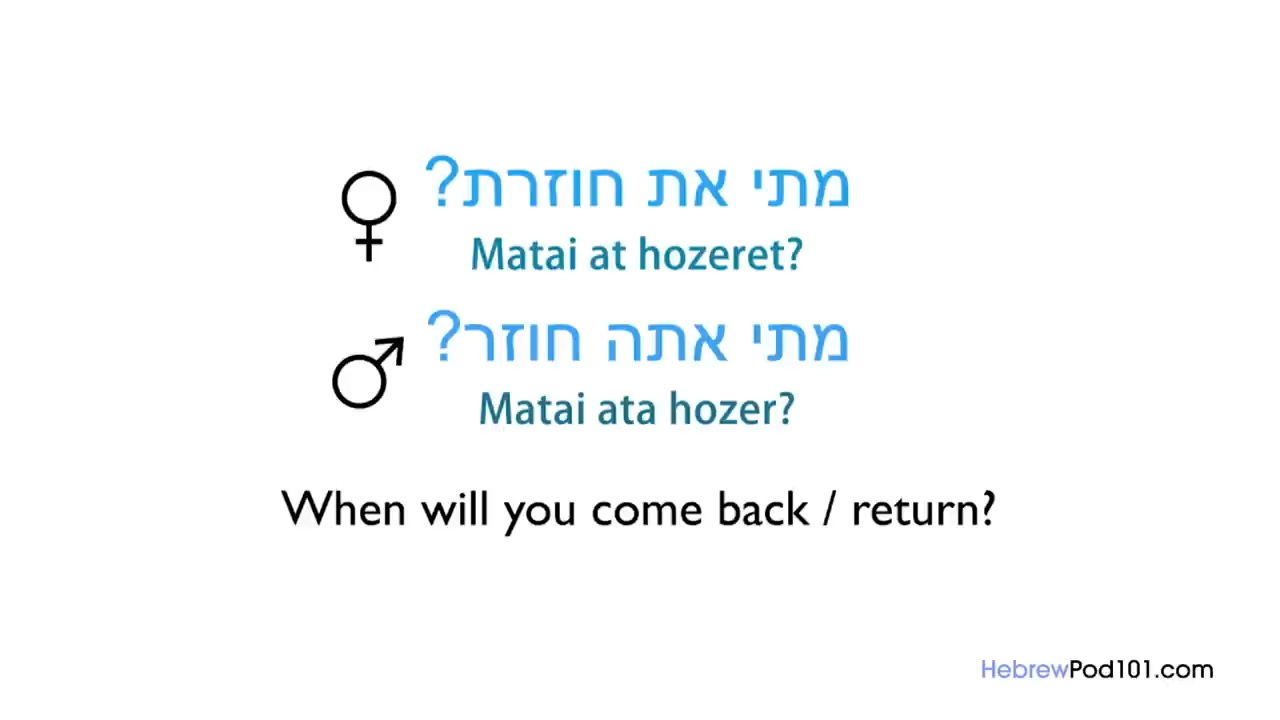 מתי את חוזרת?
Matai at hozeret?
מתי אתה חוזר?
Matai ata hozer?
When will you come back / return?
HebrewPod101.com